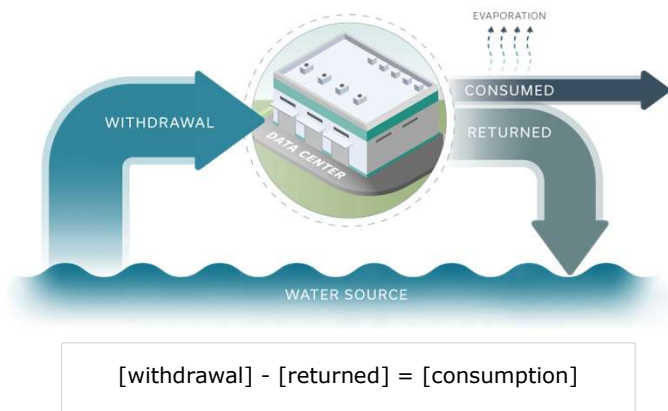 EVAPORATION
CONSUMED
WITHDRAWAL
RETURNED
DATA CENTER
WATER SOURCE
[withdrawal] - [returned] = [consumption]